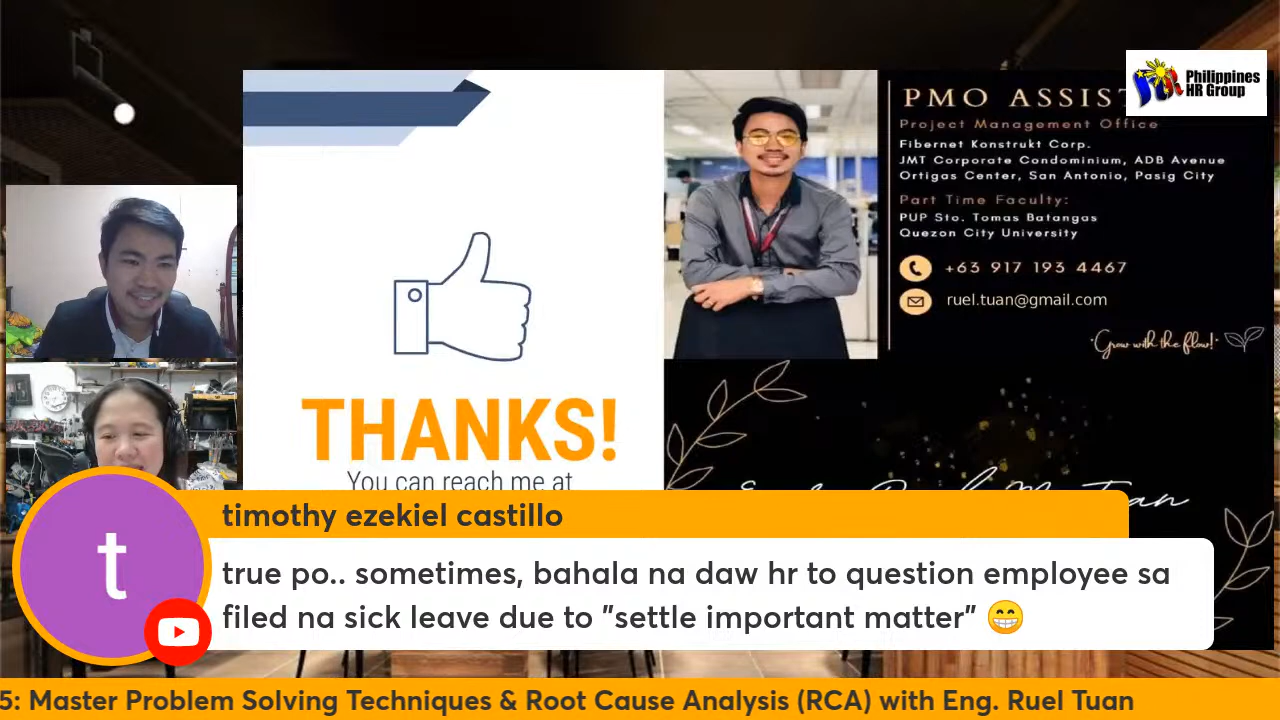 Philippines
HR Group
PMO ASSIST
Project Management Office
Fibernet Konstrukt Corp.
JMT Corporate Condominium, ADB Avenue
Ortigas Center, San Antonio, Pasig City
Part Time Faculty:
PUP Sto. Tomas Batangas
Quezon City University
+63 917 193 4467
ruel.tuan@gmail.com
"Grow with the flow!"
THANKS!
You can reach me at
t
timothy ezekiel castillo
true po.. sometimes, bahala na daw hr to question employee sa
filed na sick leave due to "settle important matter" 😁
5: Master Problem Solving Techniques & Root Cause Analysis (RCA) with Eng. Ruel Tuan